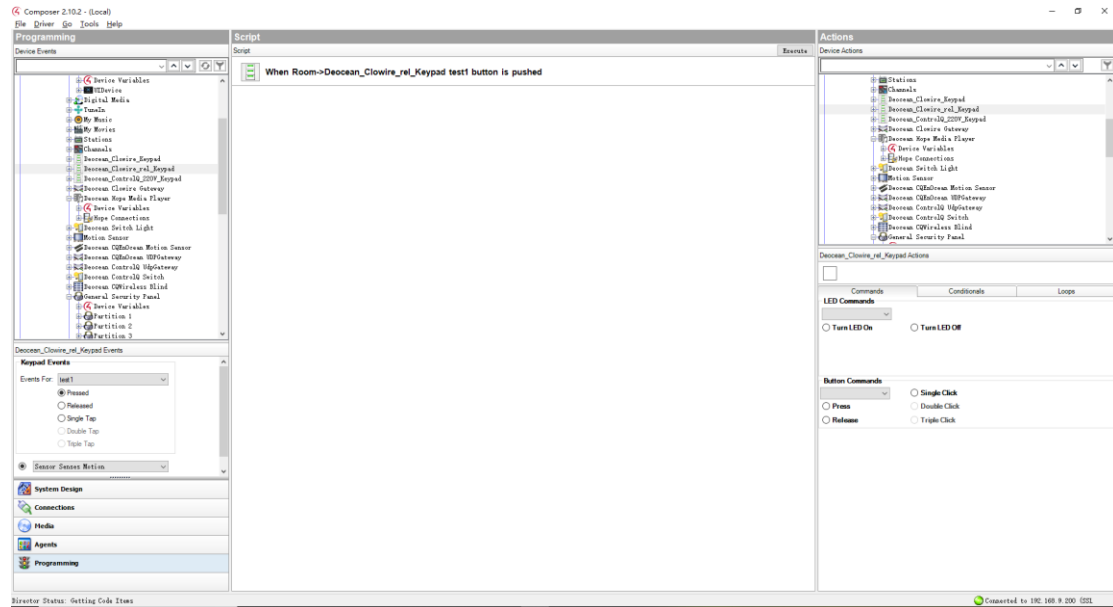 Composer 2.10.2 - (Local)
File Driver Go Tools Help
Programming
Device Events
Device Variables
UIDevice
Digital Media
TuneIn
My Music
My Movies
Stations
Channels
Deocean_Clowire_Keypad
Deocean_Clowire_rel_Keypad
Deocean_ControlQ_220V_Keypad
Deocean Clowire Gateway
Deocean Hope Media Player
Device Variables
Hope Connections
Deocean Switch Light
Motion Sensor
Deocean CQEnOcean Motion Sensor
Deocean CQEnOcean UDPGateway
Deocean ControlQ UdpGateway
Deocean ControlQ Switch
Deocean CQWireless Blind
General Security Panel
Device Variables
Partition 1
Partition 2
Partition 3
Deocean_Clowire_rel_Keypad Events
Keypad Events
Events For: test1
Pressed
Released
Single Tap
Double Tap
Triple Tap
Sensor Senses Motion
System Design
Connections
Media
Agents
Programming
Director Status: Getting Code Items
Script
Script Execute
When Room->Deocean_Clowire_rel_Keypad test1 button is pushed
Actions
Device Actions
Stations
Channels
Deocean_Clowire_Keypad
Deocean_Clowire_rel_Keypad
Deocean_ControlQ_220V_Keypad
Deocean Clowire Gateway
Deocean Hope Media Player
Device Variables
Hope Connections
Deocean Switch Light
Motion Sensor
Deocean CQEnOcean Motion Sensor
Deocean CQEnOcean UDPGateway
Deocean ControlQ UdpGateway
Deocean ControlQ Switch
Deocean CQWireless Blind
General Security Panel
Deocean_Clowire_rel_Keypad Actions
Commands Conditionals Loops
LED Commands
Turn LED On Turn LED Off
Button Commands
Single Click
Press Double Click
Release Triple Click
Connected to 192.168.9.200 (SSL